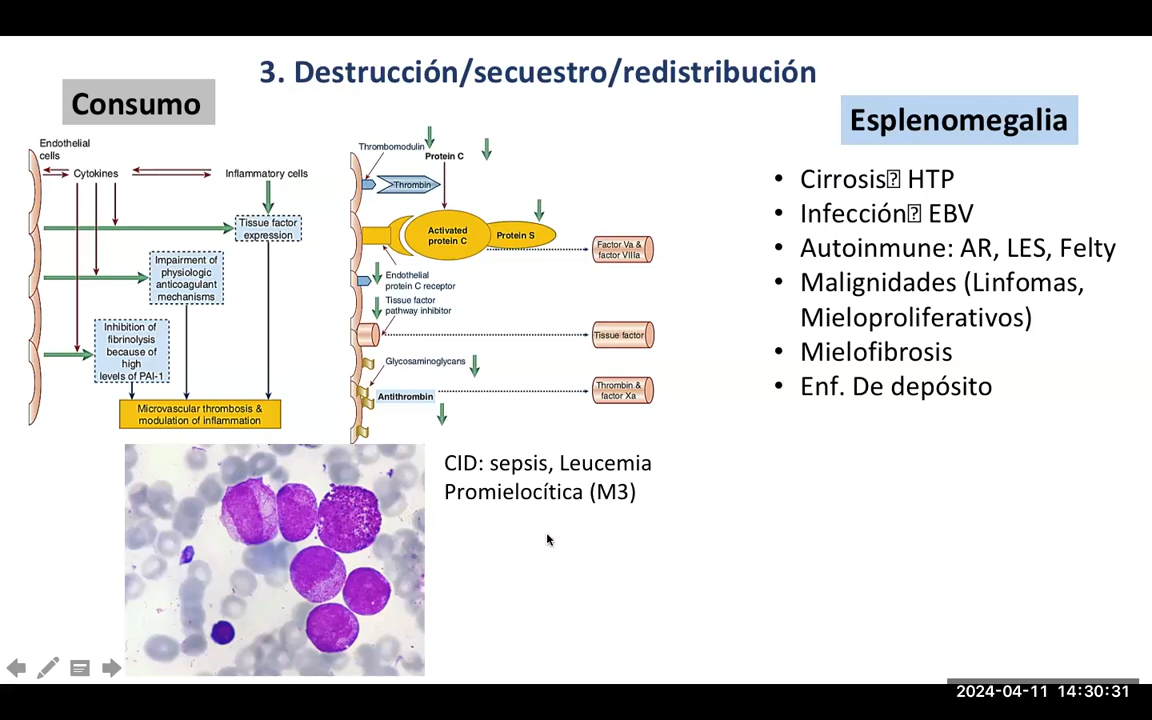 3. Destrucción/secuestro/redistribución
Consumo
Endothelial
cells
Cytokines
Inflammatory cells
Tissue factor
expression
Impairment of
physiologic
anticoagulant
mechanisms
Inhibition of
fibrinolysis
because of
high
levels of PAI-1
Microvascular thrombosis &
modulation of inflammation
Thrombomodulin
Protein C
Thrombin
Activated
protein C
Protein S
Factor Va &
factor VIIIa
Endothelial
protein C receptor
Tissue factor
pathway inhibitor
Tissue factor
Glycosaminoglycans
Antithrombin
Thrombin &
factor Xa
CID: sepsis, Leucemia
Promielocítica (M3)
Esplenomegalia
• Cirrosis HTP
• Infección EBV
• Autoinmune: AR, LES, Felty
• Malignidades (Linfomas,
Mieloproliferativos)
• Mielofibrosis
• Enf. De depósito
2024-04-11 14:30:31